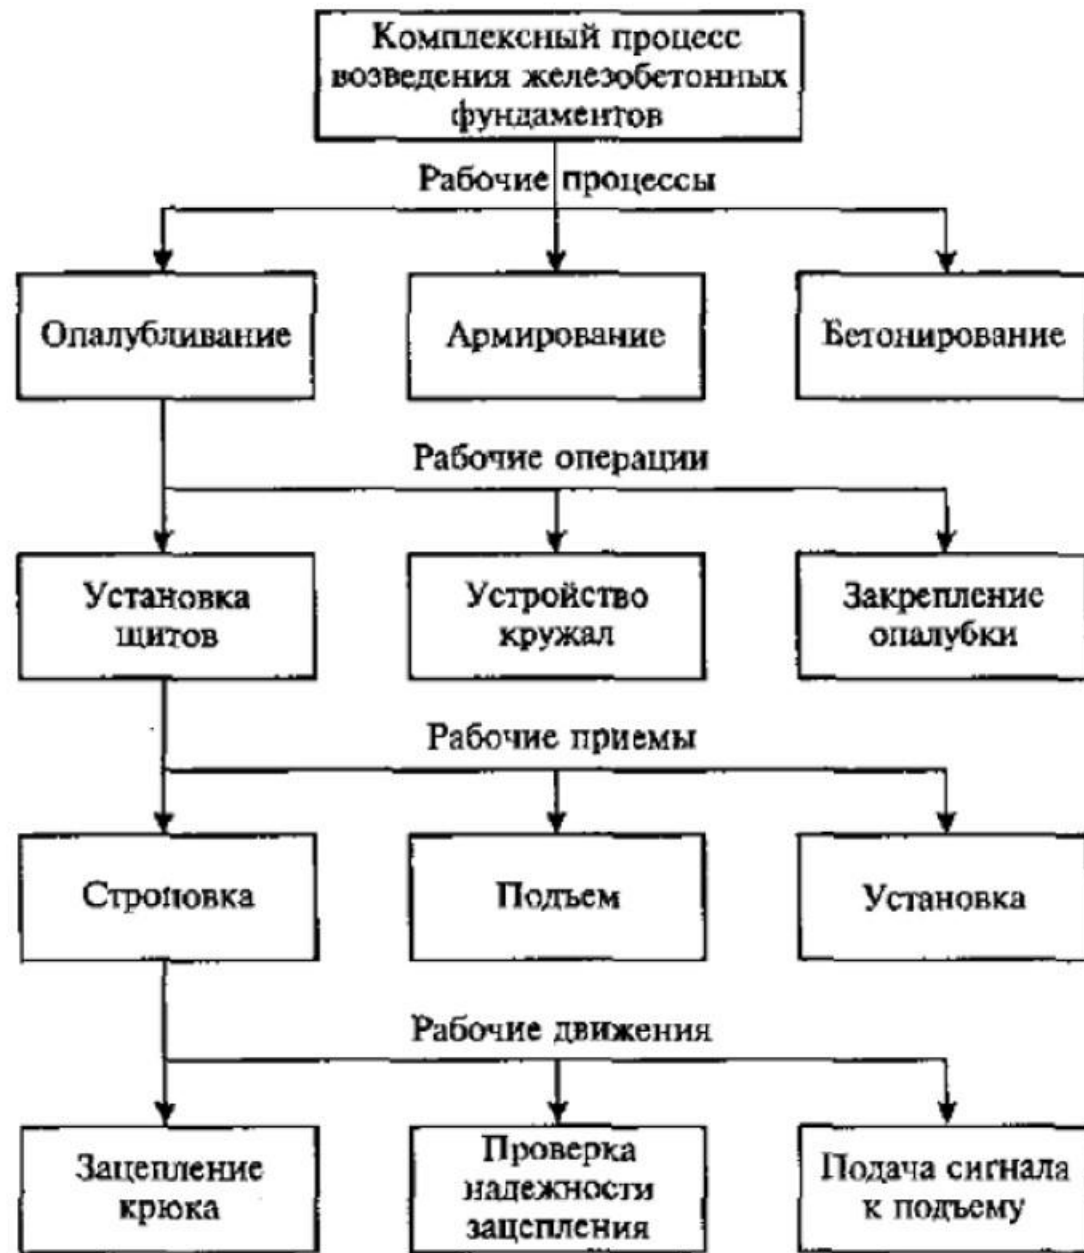 Комплексный процесс
возведения железобетонных
фундаментов
Рабочие процессы
Опалубливание
Армирование
Бетонирование
Рабочие операции
Установка
щитов
Устройство
кружал
Закрепление
опалубки
Рабочие приемы
Строповка
Подъем
Установка
Рабочие движения
Зацепление
крюка
Проверка
надежности
зацепления
Подача сигнала
к подъему